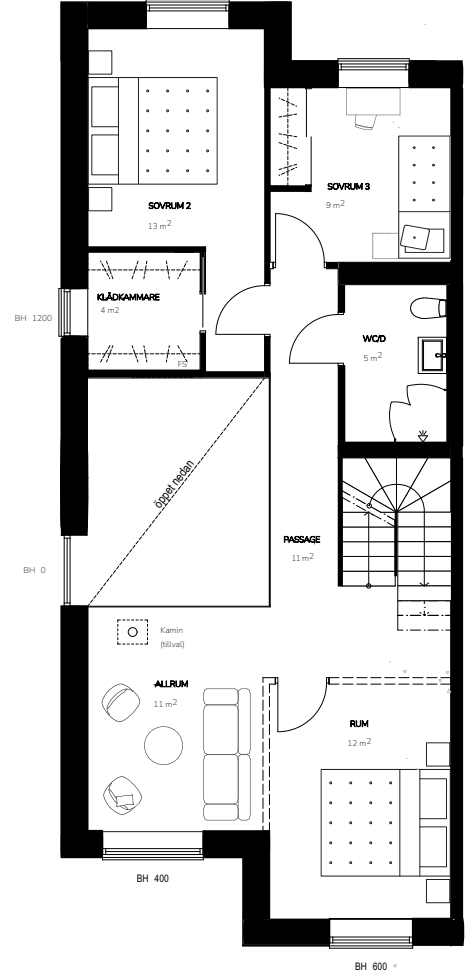 SOVRUM 2
13 m2
SOVRUM 3
9 m2
KLÄDKAMMARE
4 m2
FS
BH 1200
WC/D
5 m2
öppet nedan
PASSAGE
11 m2
BH 0
Kamin
(tillval)
ALLRUM
11 m2
RUM
12 m2
BH 400
BH 600